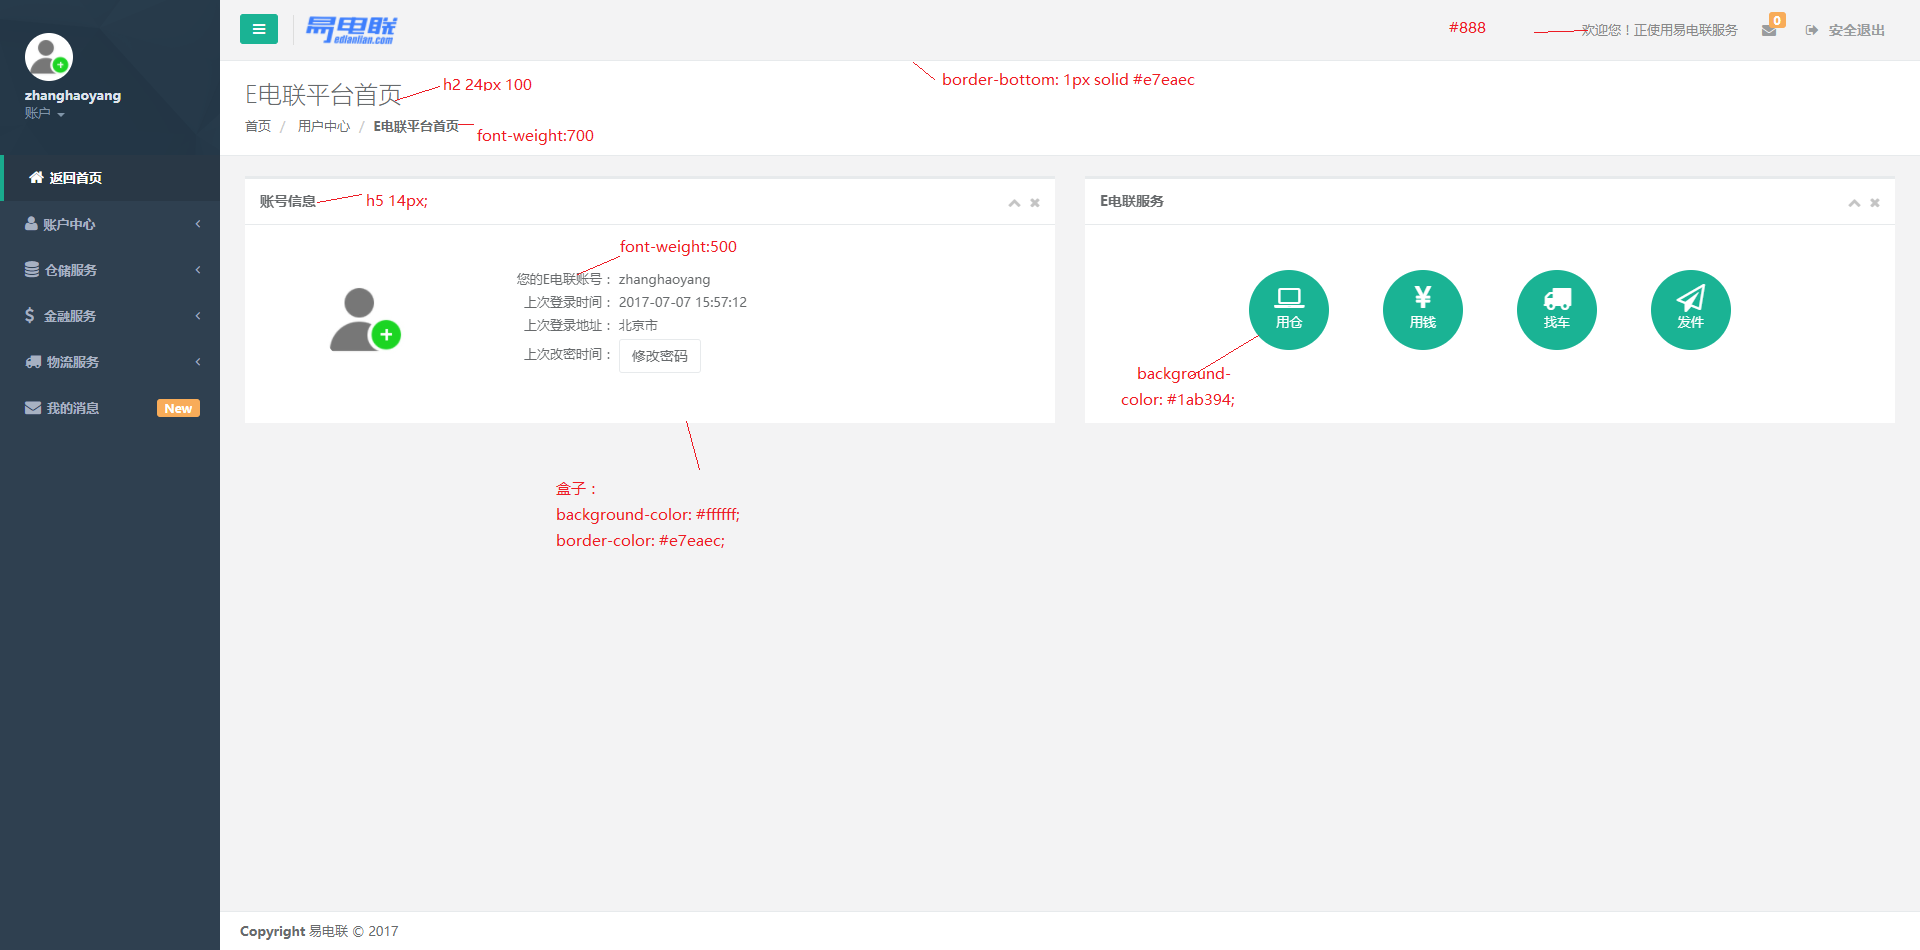 zhanghaoyang
账户
返回首页
账户中心
仓储服务
$ 金融服务
物流服务
我的消息 New
易电联
edianlian.com
#888
欢迎您！正使用易电联服务
0
安全退出
border-bottom: 1px solid #e7eaec
E电联平台首页
h2 24px 100
首页 / 用户中心 / E电联平台首页
font-weight:700
账号信息
h5 14px;
font-weight:500
您的E电联账号： zhanghaoyang
上次登录时间： 2017-07-07 15:57:12
上次登录地址： 北京市
上次改密时间： 修改密码
盒子：
background-color: #ffffff;
border-color: #e7eaec;
E电联服务
用仓
¥
用钱
找车
发件
background-
color: #1ab394;
Copyright 易电联 © 2017